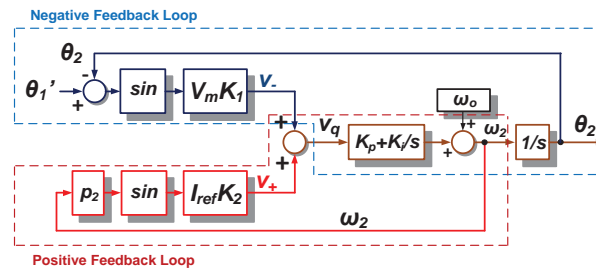 Negative Feedback Loop
θ2
-
θ1'
+
sin
VmK1
v-
ωo
+
+
vq
Kp+Ki/s
+
ω2
1/s
θ2
+
p2
sin
IrefK2
v+
ω2
Positive Feedback Loop